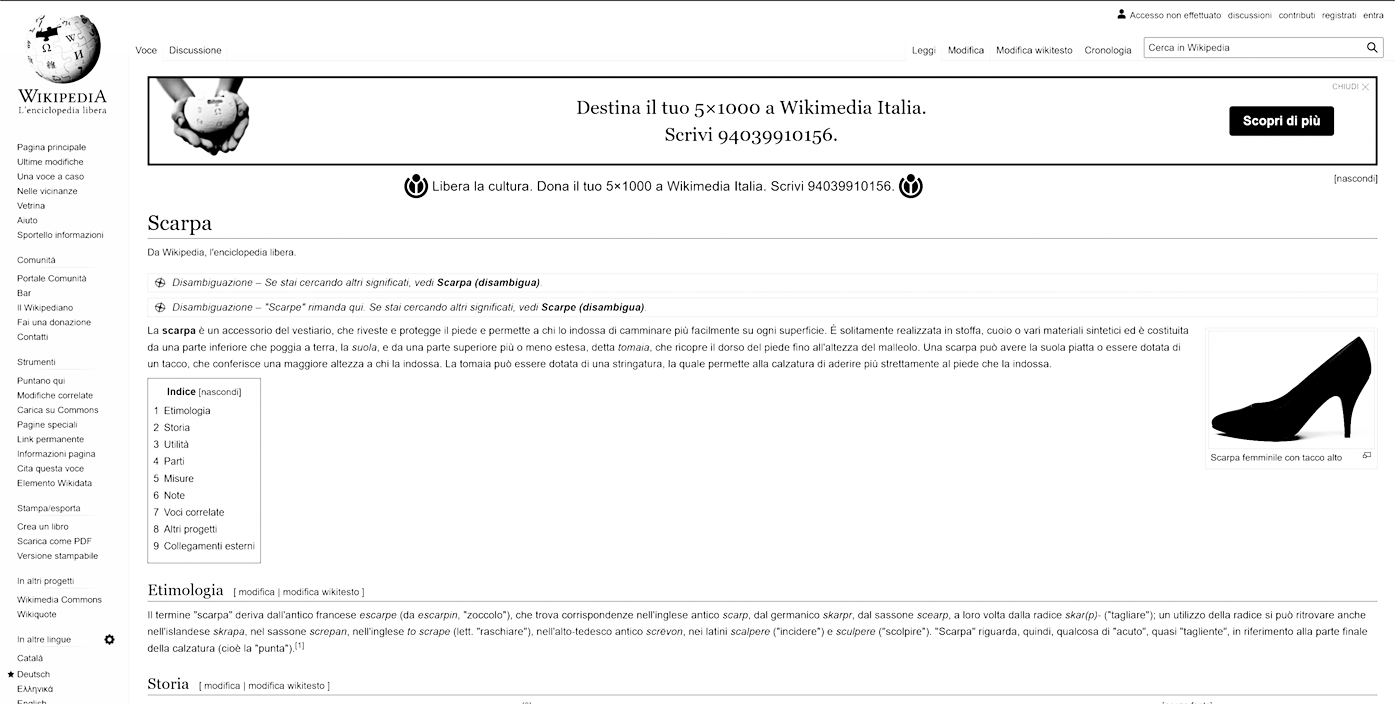 Accesso non effettuato discussioni contributi registrati entra
WIKIPEDIA
L'enciclopedia libera
Voce Discussione
Leggi Modifica Modifica wikitesto Cronologia Cerca in Wikipedia
CHIUDI
Destina il tuo 5×1000 a Wikimedia Italia.
Scrivi 94039910156.
Scopri di più
Libera la cultura. Dona il tuo 5×1000 a Wikimedia Italia. Scrivi 94039910156.
[nascondi]
Pagina principale
Ultime modifiche
Una voce a caso
Nelle vicinanze
Vetrina
Aiuto
Sportello informazioni
Comunità
Portale Comunità
Bar
Il Wikipediano
Fai una donazione
Contatti
Strumenti
Puntano qui
Modifiche correlate
Carica su Commons
Pagine speciali
Link permanente
Informazioni pagina
Cita questa voce
Elemento Wikidata
Stampa/esporta
Crea un libro
Scarica come PDF
Versione stampabile
In altri progetti
Wikimedia Commons
Wikiquote
In altre lingue
Català
Deutsch
Ελληνικά
English
Scarpa
Da Wikipedia, l'enciclopedia libera.
Disambiguazione – Se stai cercando altri significati, vedi Scarpa (disambigua).
Disambiguazione – "Scarpe" rimanda qui. Se stai cercando altri significati, vedi Scarpe (disambigua).
La scarpa è un accessorio del vestiario, che riveste e protegge il piede e permette a chi lo indossa di camminare più facilmente su ogni superficie. È solitamente realizzata in stoffa, cuoio o vari materiali sintetici ed è costituita
da una parte inferiore che poggia a terra, la suola, e da una parte superiore più o meno estesa, detta tomaia, che ricopre il dorso del piede fino all'altezza del malleolo. Una scarpa può avere la suola piatta o essere dotata di
un tacco, che conferisce una maggiore altezza a chi la indossa. La tomaia può essere dotata di una stringatura, la quale permette alla calzatura di aderire più strettamente al piede che la indossa.
Scarpa femminile con tacco alto
Indice [nascondi]
1 Etimologia
2 Storia
3 Utilità
4 Parti
5 Misure
6 Note
7 Voci correlate
8 Altri progetti
9 Collegamenti esterni
Etimologia [ modifica | modifica wikitesto ]
Il termine "scarpa" deriva dall'antico francese escarpe (da escarpin, "zoccolo"), che trova corrispondenze nell'inglese antico scarp, dal germanico skarpr, dal sassone scearp, a loro volta dalla radice skar(p)- ("tagliare"); un utilizzo della radice si può ritrovare anche
nell'islandese skrapa, nel sassone screpan, nell'inglese to scrape (lett. "raschiare"), nell'alto-tedesco antico scrëvon, nei latini scalpere ("incidere") e sculpere ("scolpire"). "Scarpa" riguarda, quindi, qualcosa di "acuto", quasi "tagliente", in riferimento alla parte finale
della calzatura (cioè la "punta").[1]
Storia [ modifica | modifica wikitesto ]